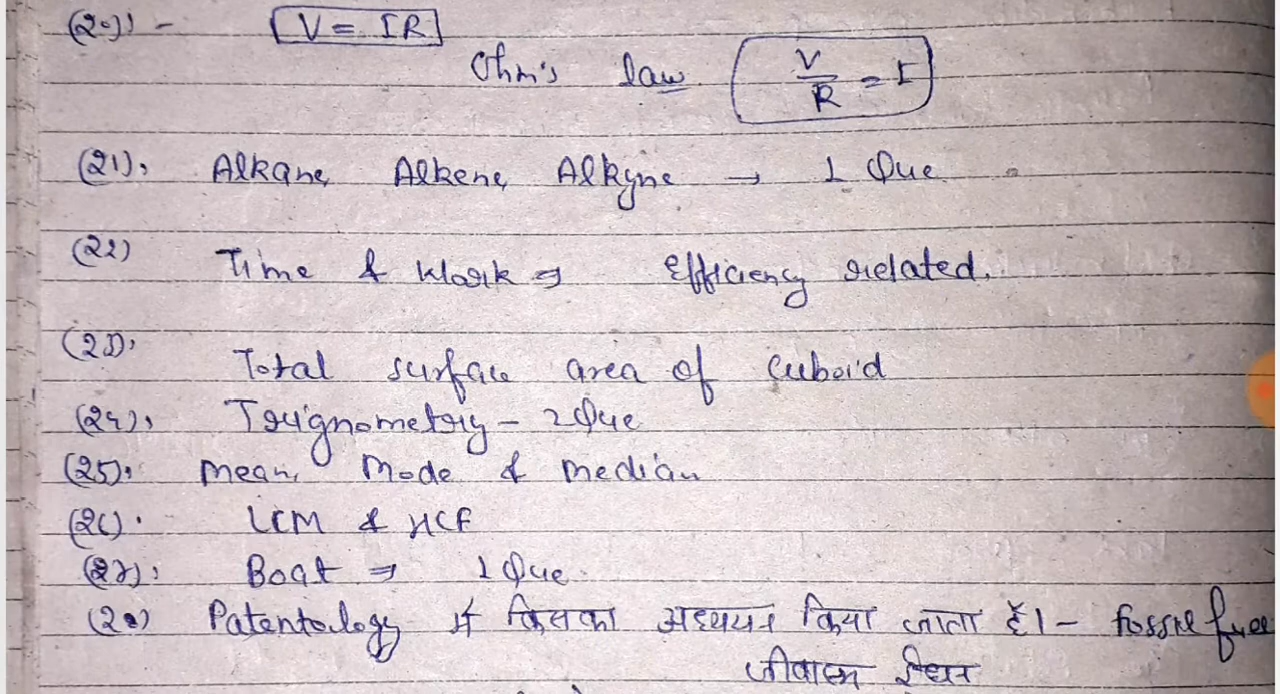 (20)! - V = IR
Ohm's law V/R = I
(21). Alkane, Alkene, Alkyne → 1 Que
(22) Time & Work ⇒ Efficiency related.
(23). Total surface area of cuboid
(24). Trignometry - 2 Que
(25). Mean, Mode & Median
(26). LCM & HCF
(27). Boat ⇒ 1 Que.
(28) Patentology में किसका अध्ययन किया जाता हैं। - fossil fuel
जीवाश्म ईंधन